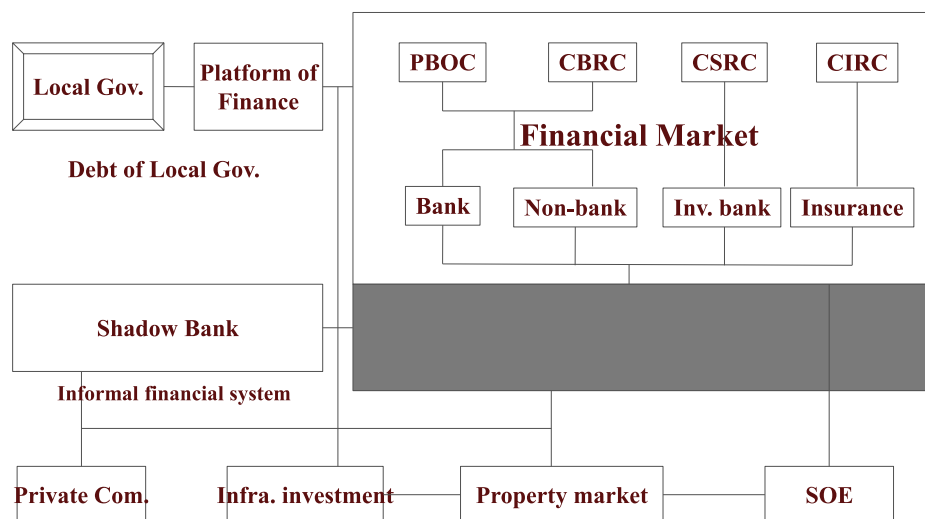 PBOC
CBRC
CSRC
CIRC
Local Gov.
Platform of
Finance
Financial Market
Debt of Local Gov.
Bank
Non-bank
Inv. bank
Insurance
Shadow Bank
Informal financial system
Private Com.
Infra. investment
Property market
SOE